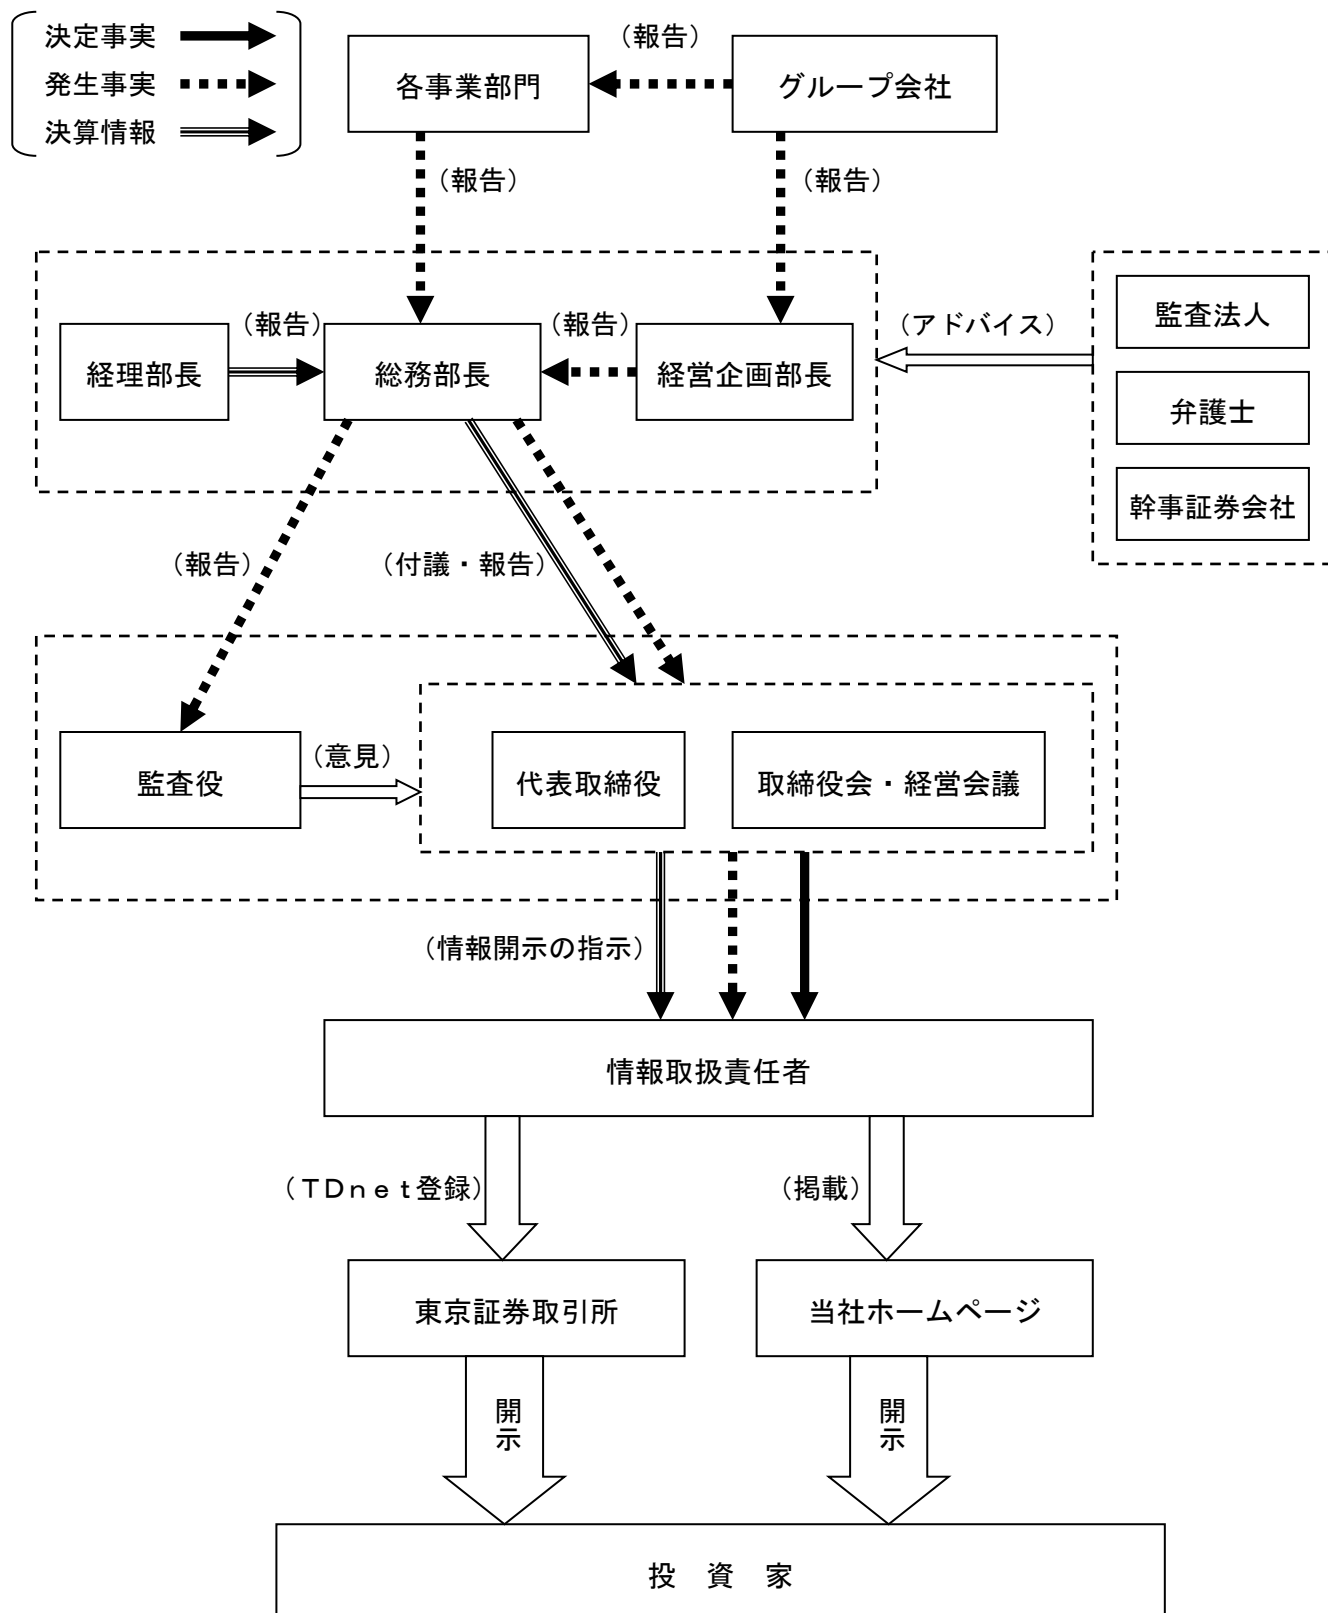 決定事実
発生事実
決算情報
（報告）
各事業部門
グループ会社
（報告）
（報告）
（報告）
（報告）
（アドバイス）
経理部長
総務部長
経営企画部長
監査法人
弁護士
幹事証券会社
（報告）
（付議・報告）
（意見）
監査役
代表取締役
取締役会・経営会議
（情報開示の指示）
情報取扱責任者
（ＴＤｎｅｔ登録）
（掲載）
東京証券取引所
当社ホームページ
開示
開示
投　資　家